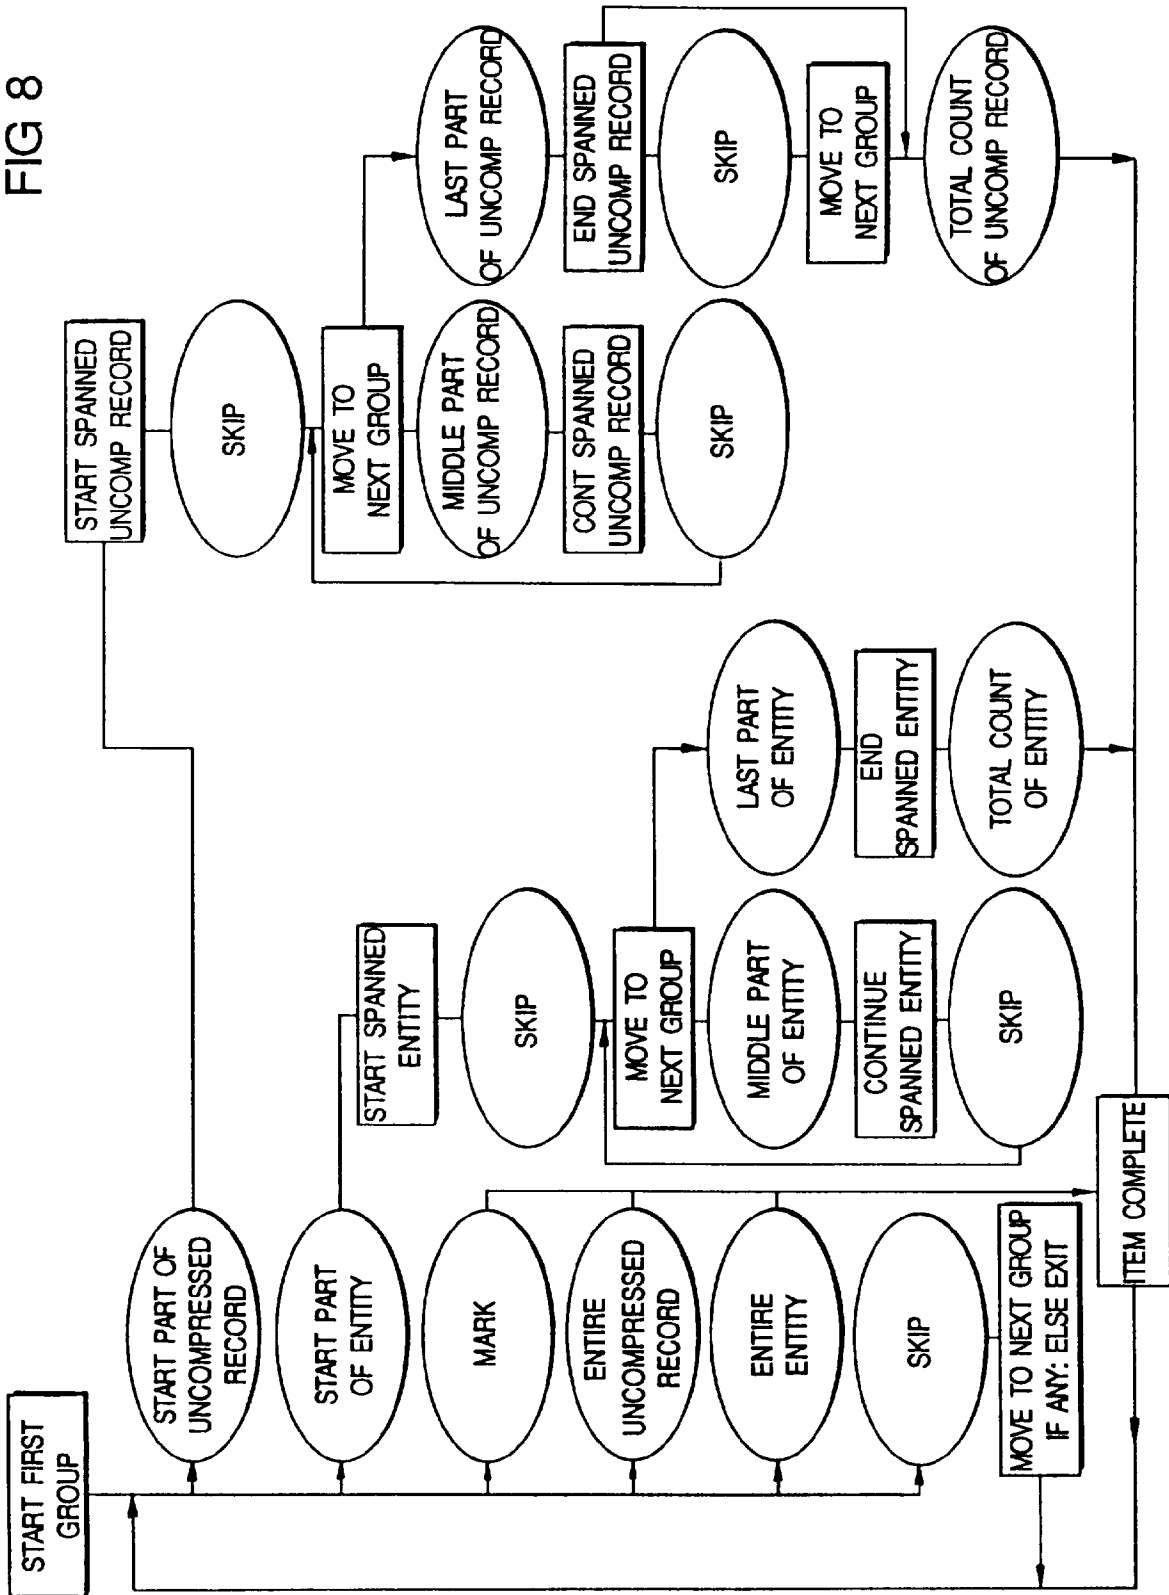 FIG 8
START FIRST
GROUP
START PART OF
UNCOMPRESSED
RECORD
START PART
OF ENTITY
MARK
ENTIRE
UNCOMPRESSED
RECORD
ENTIRE
ENTITY
SKIP
MOVE TO NEXT GROUP
IF ANY: ELSE EXIT
ITEM COMPLETE
START SPANNED
ENTITY
SKIP
MOVE TO
NEXT GROUP
MIDDLE PART
OF ENTITY
CONTINUE
SPANNED ENTITY
SKIP
LAST PART
OF ENTITY
END
SPANNED ENTITY
TOTAL COUNT
OF ENTITY
START SPANNED
UNCOMP RECORD
SKIP
MOVE TO
NEXT GROUP
MIDDLE PART
OF UNCOMP RECORD
CONT SPANNED
UNCOMP RECORD
SKIP
LAST PART
OF UNCOMP RECORD
END SPANNED
UNCOMP RECORD
SKIP
MOVE TO
NEXT GROUP
TOTAL COUNT
OF UNCOMP RECORD